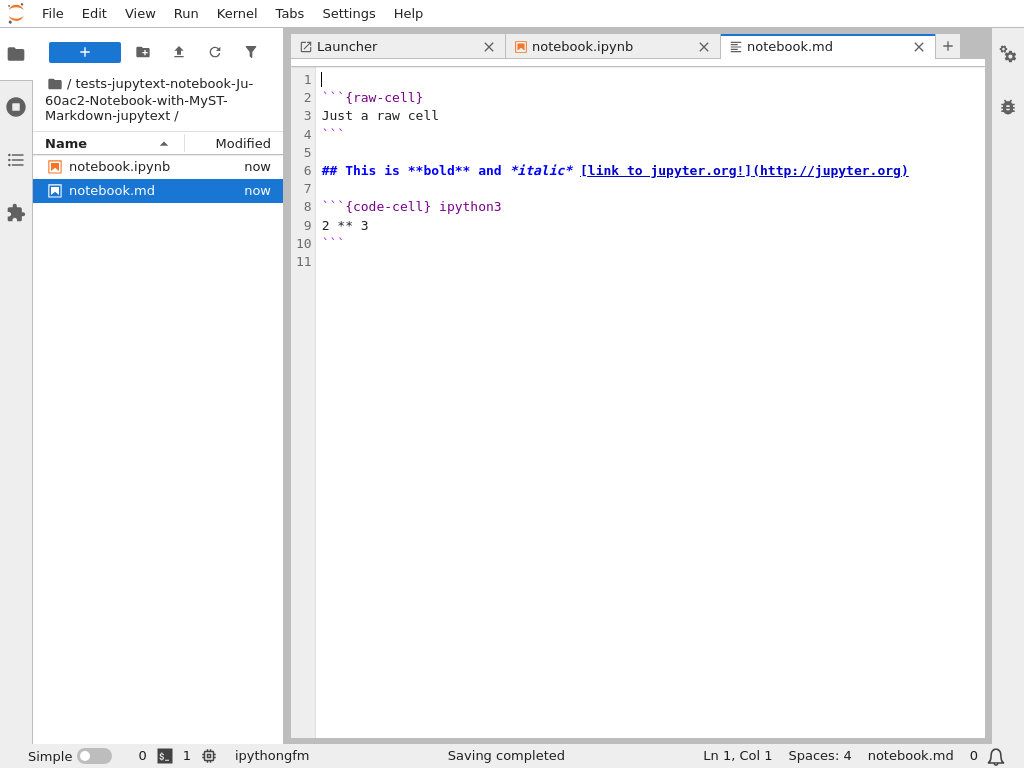 File Edit View Run Kernel Tabs Settings Help
Launcher
notebook.ipynb
notebook.md
/ tests-jupytext-notebook-Ju-
60ac2-Notebook-with-MyST-
Markdown-jupytext /
Name Modified
notebook.ipynb now
notebook.md now
1
2 ```{raw-cell}
3 Just a raw cell
4 ```
5
6 ## This is **bold** and *italic* [link to jupyter.org!](http://jupyter.org)
7
8 ```{code-cell} ipython3
9 2 ** 3
10 ```
11
Simple 0 1 ipythongfm Saving completed Ln 1, Col 1 Spaces: 4 notebook.md 0